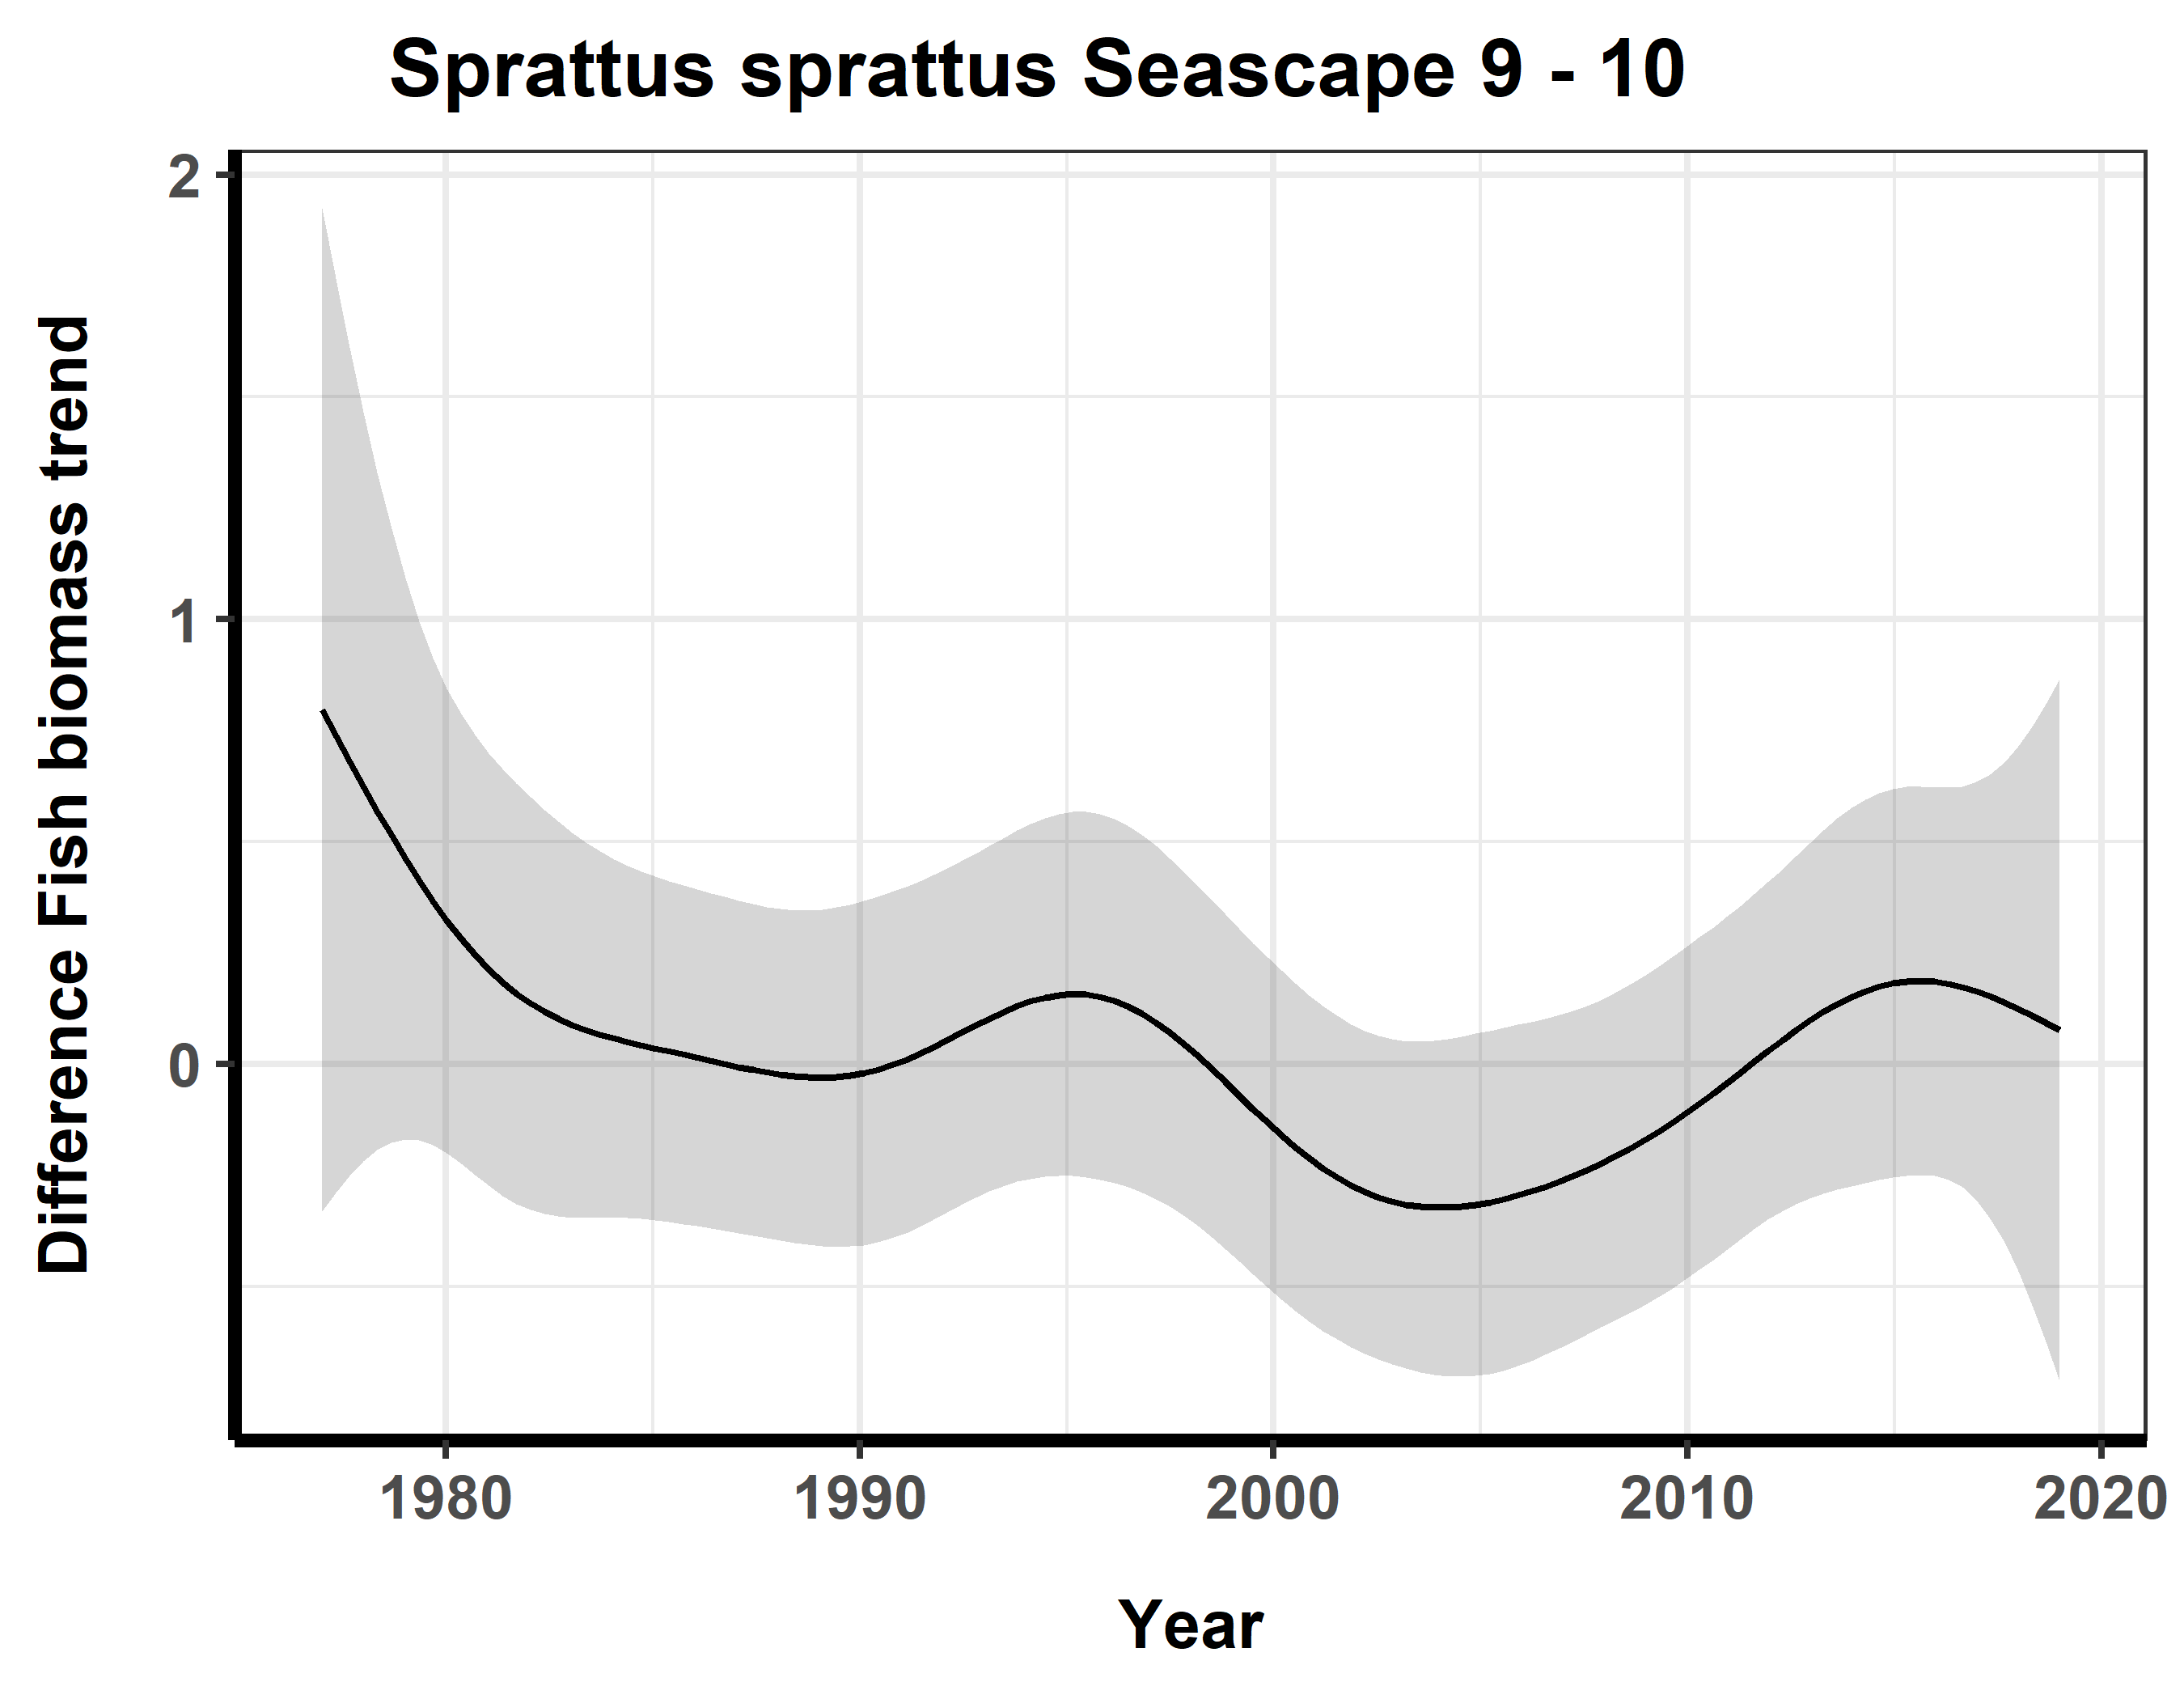 Sprattus sprattus Seascape 9 - 10
Difference Fish biomass trend
2
1
0
1980 1990 2000 2010 2020
Year